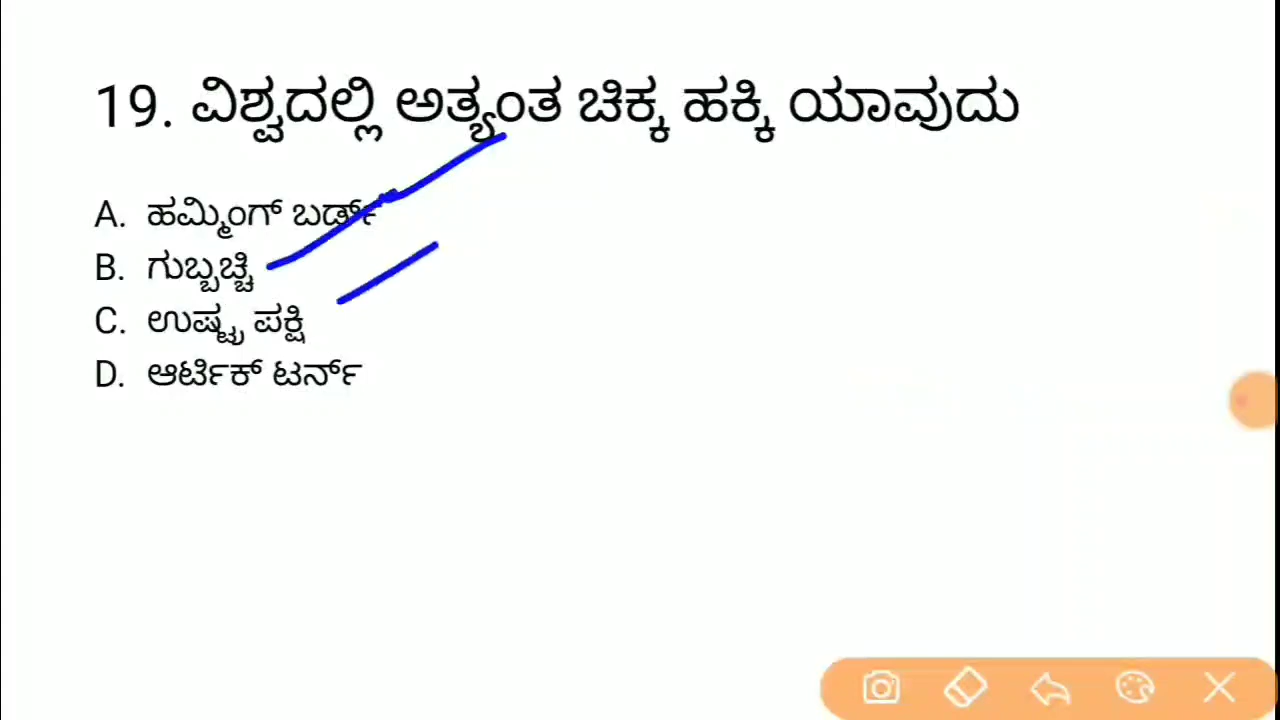 19. ವಿಶ್ವದಲ್ಲಿ ಅತ್ಯಂತ ಚಿಕ್ಕ ಹಕ್ಕಿ ಯಾವುದು
A. ಹಮ್ಮಿಂಗ್ ಬರ್ಡ್
B. ಗುಬ್ಬಚ್ಚಿ
C. ಉಷ್ಟ್ರ ಪಕ್ಷಿ
D. ಆರ್ಟಿಕ್ ಟರ್ನ್